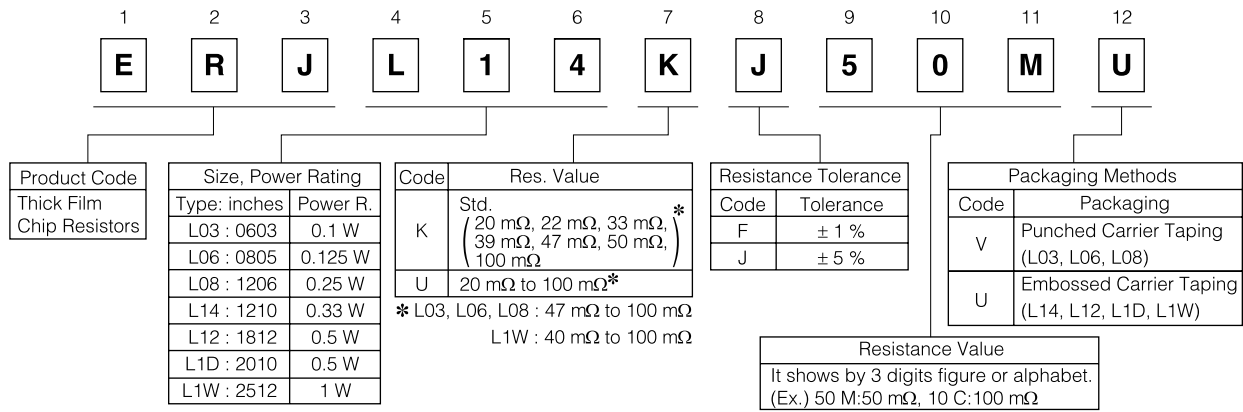 1 2 3 4 5 6 7 8 9 10 11 12
E R J L 1 4 K J 5 0 M U
Product Code
Thick Film
Chip Resistors
Size, Power Rating
Type: inches Power R.
L03 : 0603 0.1 W
L06 : 0805 0.125 W
L08 : 1206 0.25 W
L14 : 1210 0.33 W
L12 : 1812 0.5 W
L1D : 2010 0.5 W
L1W : 2512 1 W
Code Res. Value
K Std.
(20 mΩ, 22 mΩ, 33 mΩ,
39 mΩ, 47 mΩ, 50 mΩ,
100 mΩ)*
U 20 mΩ to 100 mΩ*
* L03, L06, L08 : 47 mΩ to 100 mΩ
L1W : 40 mΩ to 100 mΩ
Resistance Tolerance
Code Tolerance
F ± 1 %
J ± 5 %
Resistance Value
It shows by 3 digits figure or alphabet.
(Ex.) 50 M:50 mΩ, 10 C:100 mΩ
Packaging Methods
Code Packaging
V Punched Carrier Taping
(L03, L06, L08)
U Embossed Carrier Taping
(L14, L12, L1D, L1W)